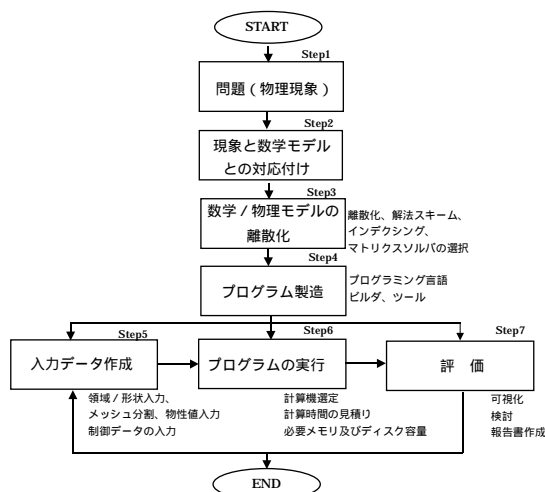 START
Step1
問題（物理現象）
Step2
現象と数学モデル
との対応付け
Step3
数学/物理モデルの
離散化
離散化、解法スキーム、
インデクシング、
マトリクスソルバの選択
Step4
プログラム製造
プログラミング言語
ビルダ、ツール
Step5
入力データ作成
領域/形状入力、
メッシュ分割、物性値入力
制御データの入力
Step6
プログラムの実行
計算機選定
計算時間の見積り
必要メモリ及びディスク容量
Step7
評 価
可視化
検討
報告書作成
END